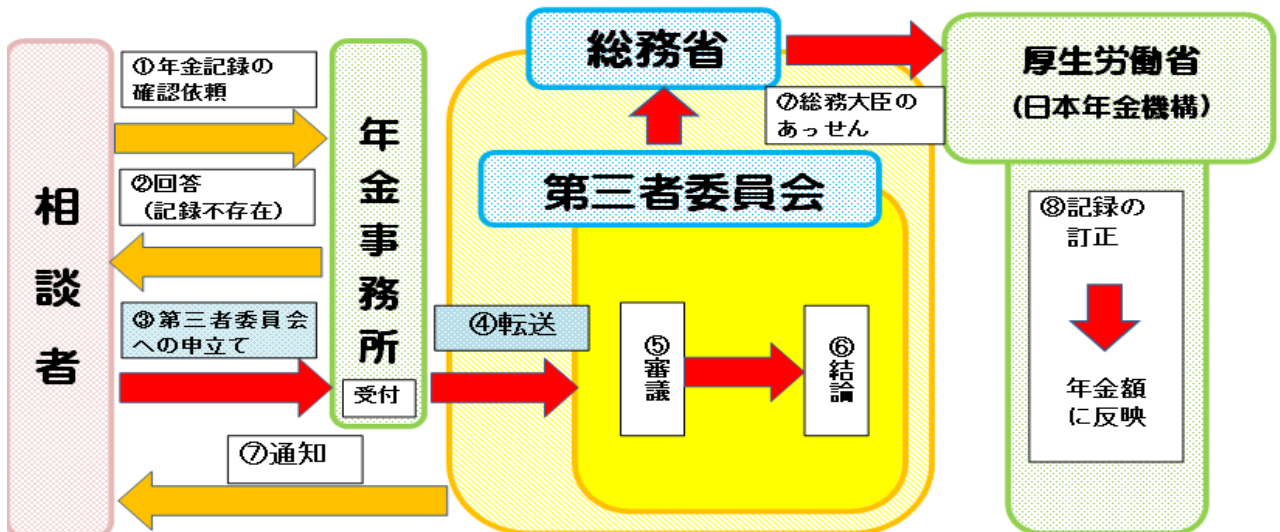 相談者
①年金記録の
確認依頼
②回答
(記録不存在)
③第三者委員会
への申立て
年金事務所
受付
④転送
⑦通知
総務省
第三者委員会
⑤審議
⑥結論
⑦総務大臣の
あっせん
厚生労働省
(日本年金機構)
⑧記録の
訂正
年金額
に反映